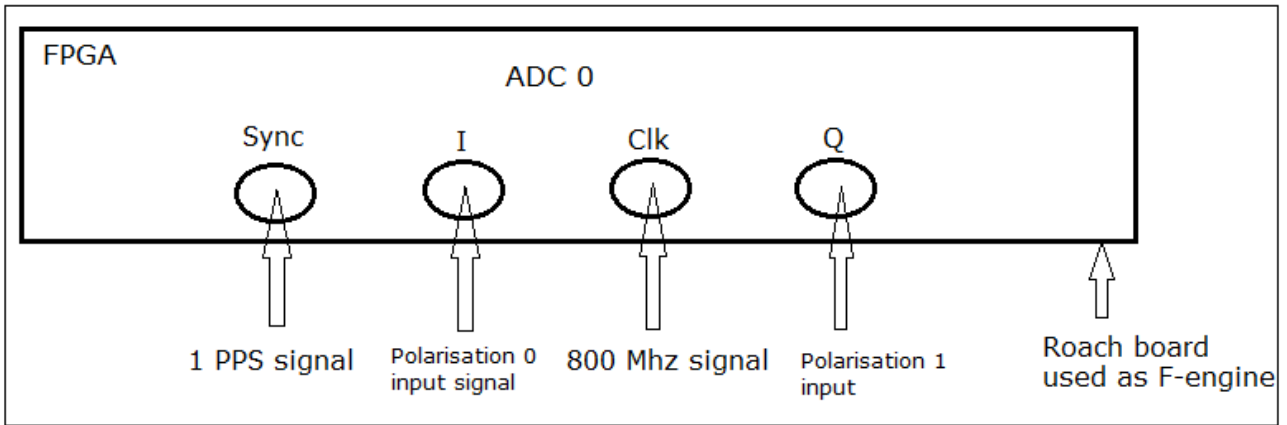 FPGA
ADC 0
Sync
I
Clk
Q
1 PPS signal
Polarisation 0
input signal
800 Mhz signal
Polarisation 1
input
Roach board
used as F-engine